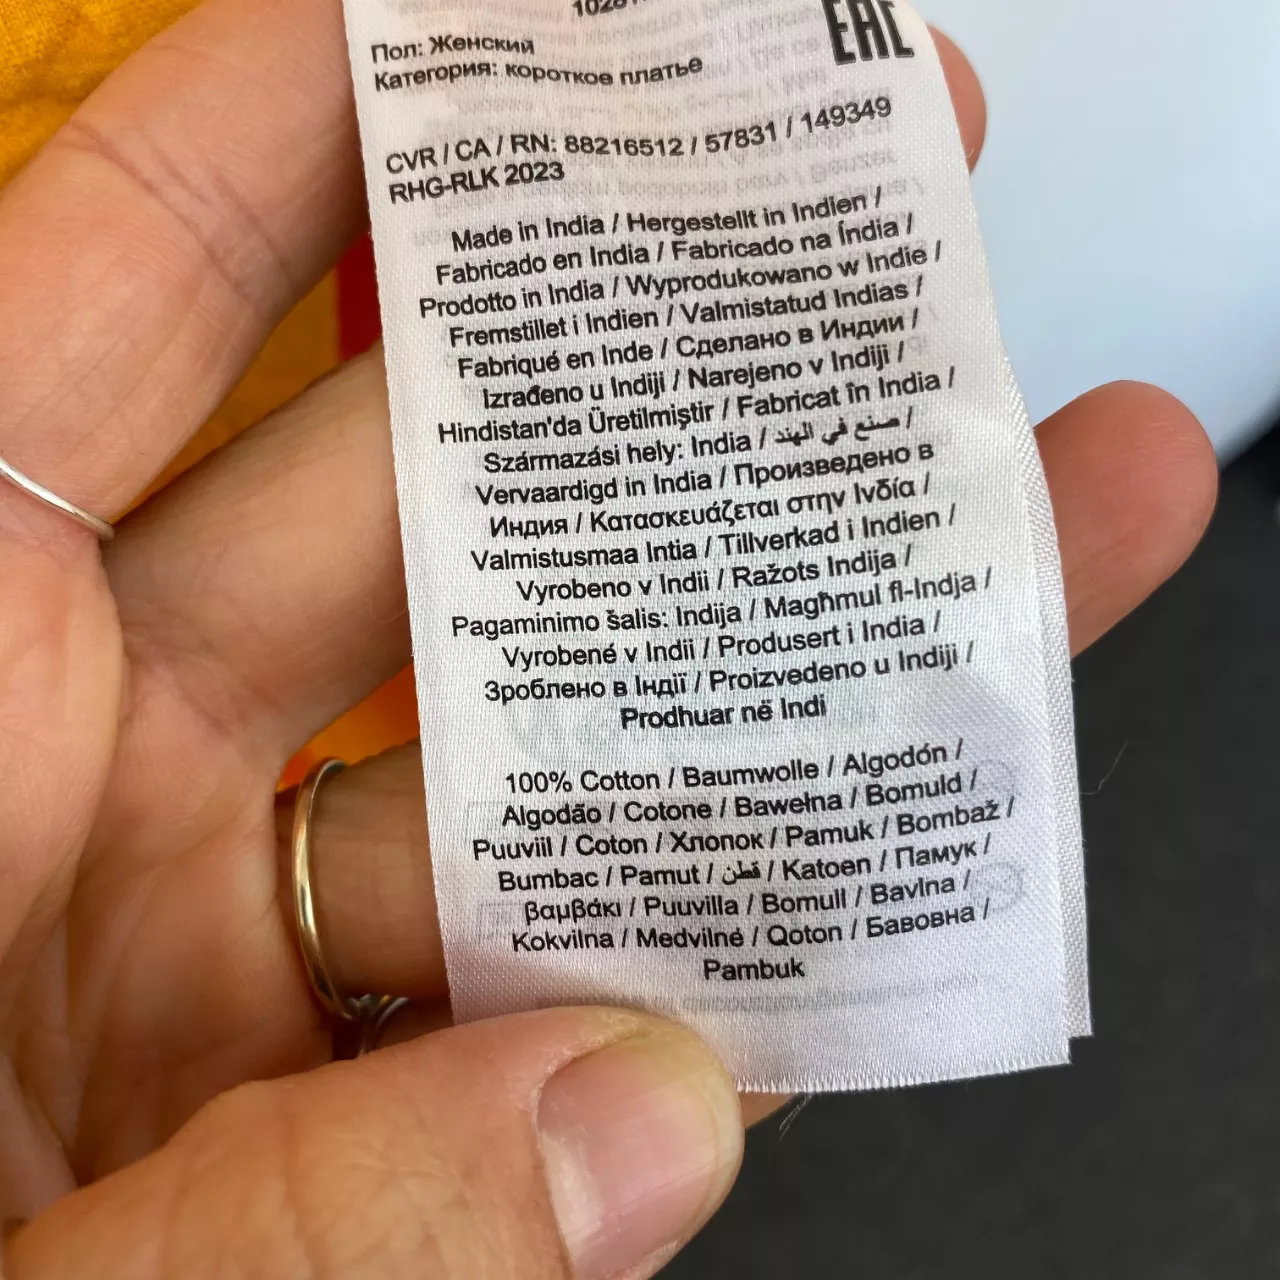 EAC
Пол: Женский
Категория: короткое платье
CVR / CA / RN: 88216512 / 57831 / 149349
RHG-RLK 2023
Made in India / Hergestellt in Indien /
Fabricado en India / Fabricado na Índia /
Prodotto in India / Wyprodukowano w Indie /
Fremstillet i Indien / Valmistatud Indias /
Fabriqué en Inde / Сделано в Индии /
Izrađeno u Indiji / Narejeno v Indiji /
Hindistan'da Üretilmiştir / Fabricat în India /
Származási hely: India / صنع في الهند /
Vervaardigd in India / Произведено в
Индия / Κατασκευάζεται στην Ινδία /
Valmistusmaa Intia / Tillverkad i Indien /
Vyrobeno v Indii / Ražots Indija /
Pagaminimo šalis: Indija / Magħmul fl-Indja /
Vyrobené v Indii / Produsert i India /
Зроблено в Індії / Proizvedeno u Indiji /
Prodhuar në Indi
100% Cotton / Baumwolle / Algodón /
Algodão / Cotone / Bawełna / Bomuld /
Puuviil / Coton / Хлопок / Pamuk / Bombaž /
Bumbac / Pamut / قطن / Katoen / Памук /
βαμβάκι / Puuvilla / Bomull / Bavlna /
Kokvilna / Medvilnė / Qoton / Бавовна /
Pambuk